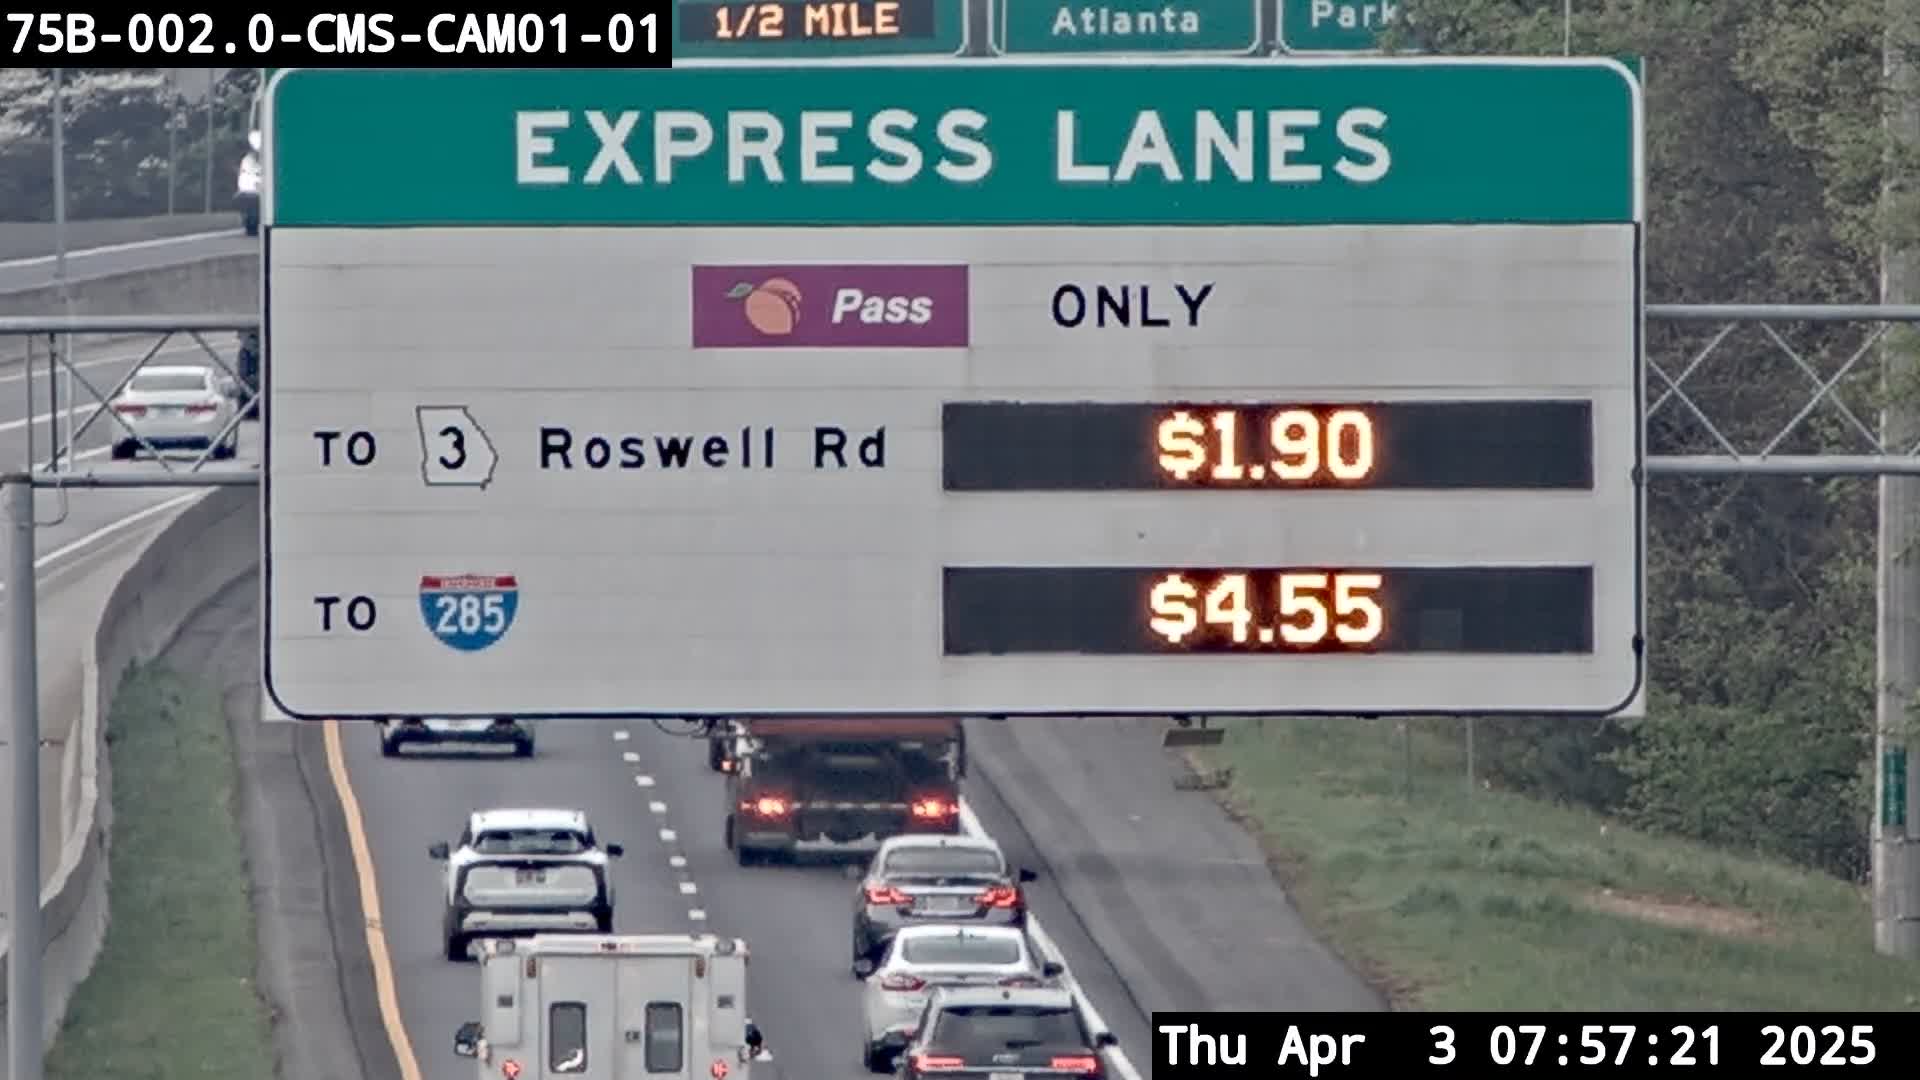 75B-002.0-CMS-CAM01-01
1/2 MILE
Atlanta
Park
EXPRESS LANES
Pass ONLY
TO 3 Roswell Rd $1.90
TO 285 $4.55
Thu Apr 3 07:57:21 2025